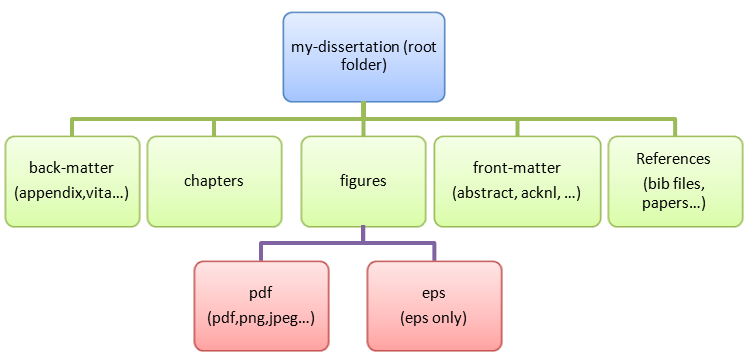 my-dissertation (root
folder)
back-matter
(appendix,vita...)
chapters
figures
front-matter
(abstract, acknl, ...)
References
(bib files,
papers...)
pdf
(pdf,png,jpeg...)
eps
(eps only)